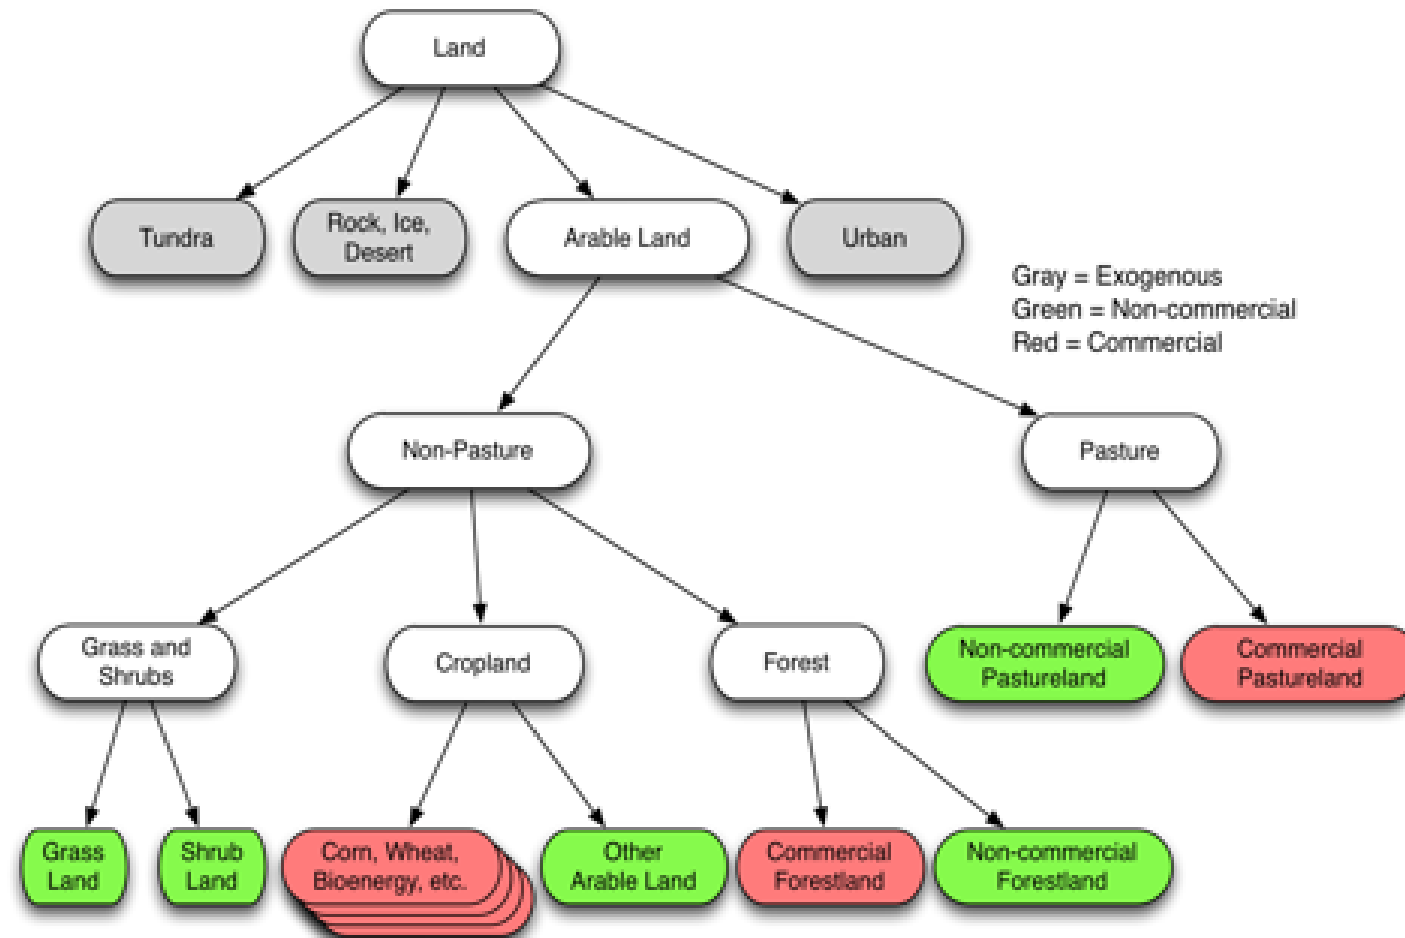 Land
Tundra
Rock, Ice,
Desert
Arable Land
Urban
Gray = Exogenous
Green = Non-commercial
Red = Commercial
Non-Pasture
Pasture
Grass and
Shrubs
Cropland
Forest
Non-commercial
Pastureland
Commercial
Pastureland
Grass
Land
Shrub
Land
Corn, Wheat,
Bioenergy, etc.
Other
Arable Land
Commercial
Forestland
Non-commercial
Forestland